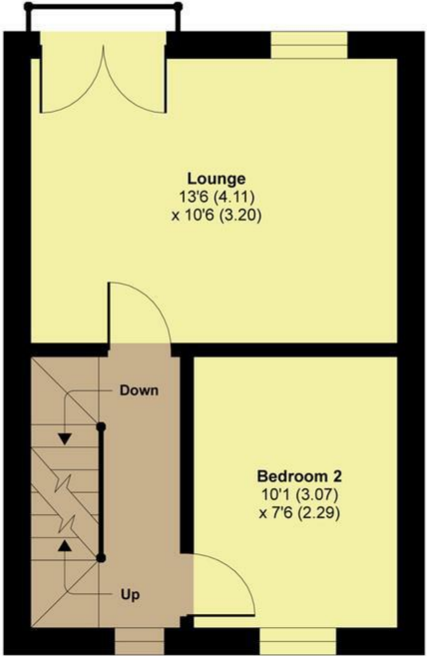 Lounge
13'6 (4.11)
x 10'6 (3.20)
Down
Bedroom 2
10'1 (3.07)
x 7'6 (2.29)
Up